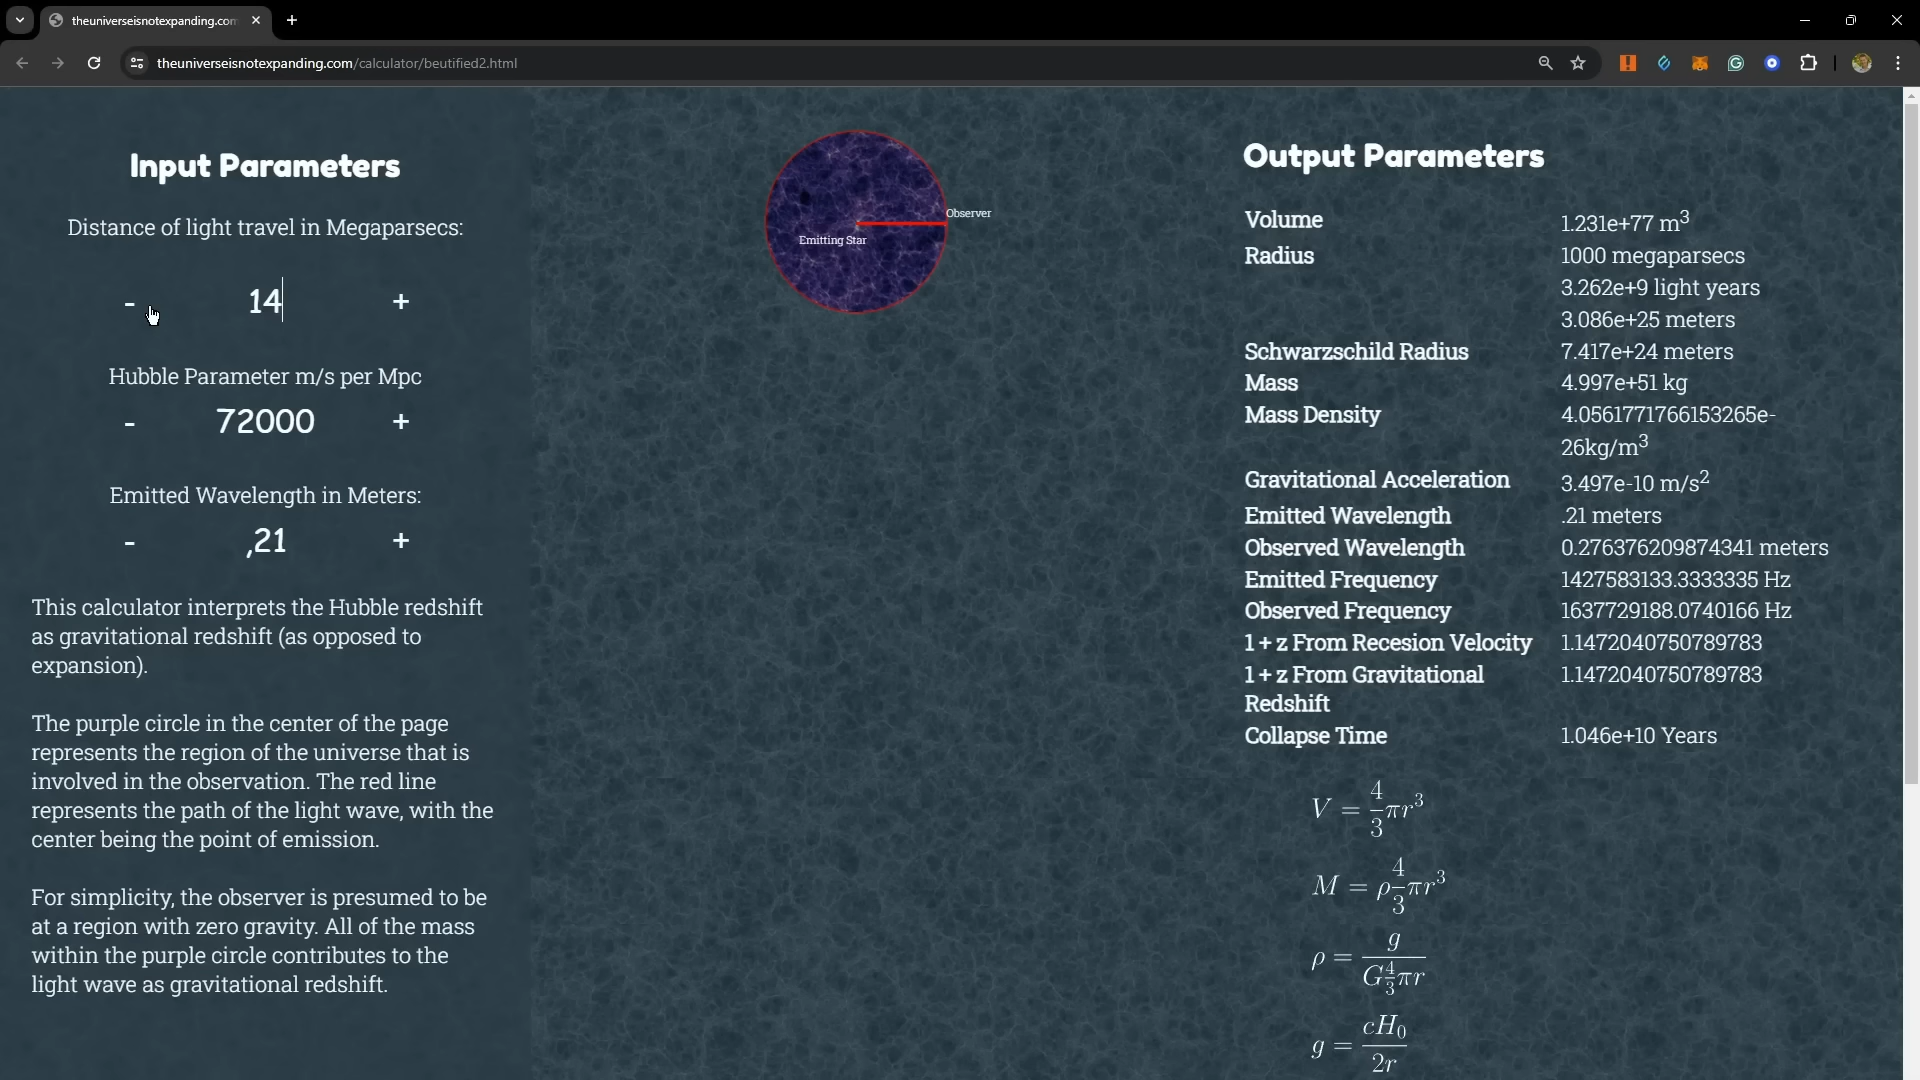 theuniverseisnotexpanding.com
theuniverseisnotexpanding.com/calculator/beutified2.html
Input Parameters
Distance of light travel in Megaparsecs:
- 14 +
Hubble Parameter m/s per Mpc
- 72000 +
Emitted Wavelength in Meters:
- ,21 +
This calculator interprets the Hubble redshift
as gravitational redshift (as opposed to
expansion).
The purple circle in the center of the page
represents the region of the universe that is
involved in the observation. The red line
represents the path of the light wave, with the
center being the point of emission.
For simplicity, the observer is presumed to be
at a region with zero gravity. All of the mass
within the purple circle contributes to the
light wave as gravitational redshift.
Observer
Emitting Star
Output Parameters
Volume 1.231e+77 m³
Radius 1000 megaparsecs
3.262e+9 light years
3.086e+25 meters
Schwarzschild Radius 7.417e+24 meters
Mass 4.997e+51 kg
Mass Density 4.0561771766153265e-
26kg/m³
Gravitational Acceleration 3.497e-10 m/s²
Emitted Wavelength .21 meters
Observed Wavelength 0.276376209874341 meters
Emitted Frequency 1427583133.3333335 Hz
Observed Frequency 1637729188.0740166 Hz
1 + z From Recesion Velocity 1.1472040750789783
1 + z From Gravitational 1.1472040750789783
Redshift
Collapse Time 1.046e+10 Years
V = 4/3 πr³
M = ρ 4/3 πr³
ρ = g / (G 4/3 πr)
g = cH₀ / 2r